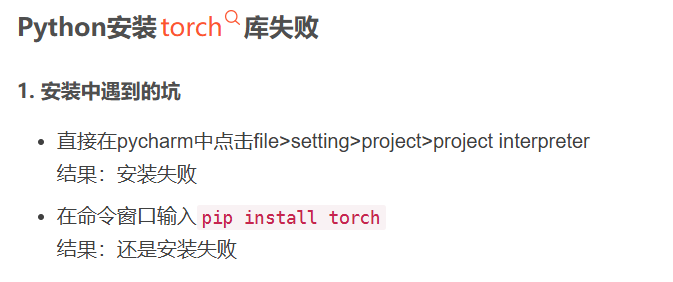 Python安装torch库失败
1. 安装中遇到的坑
• 直接在pycharm中点击file>setting>project>project interpreter
结果：安装失败
• 在命令窗口输入pip install torch
结果：还是安装失败